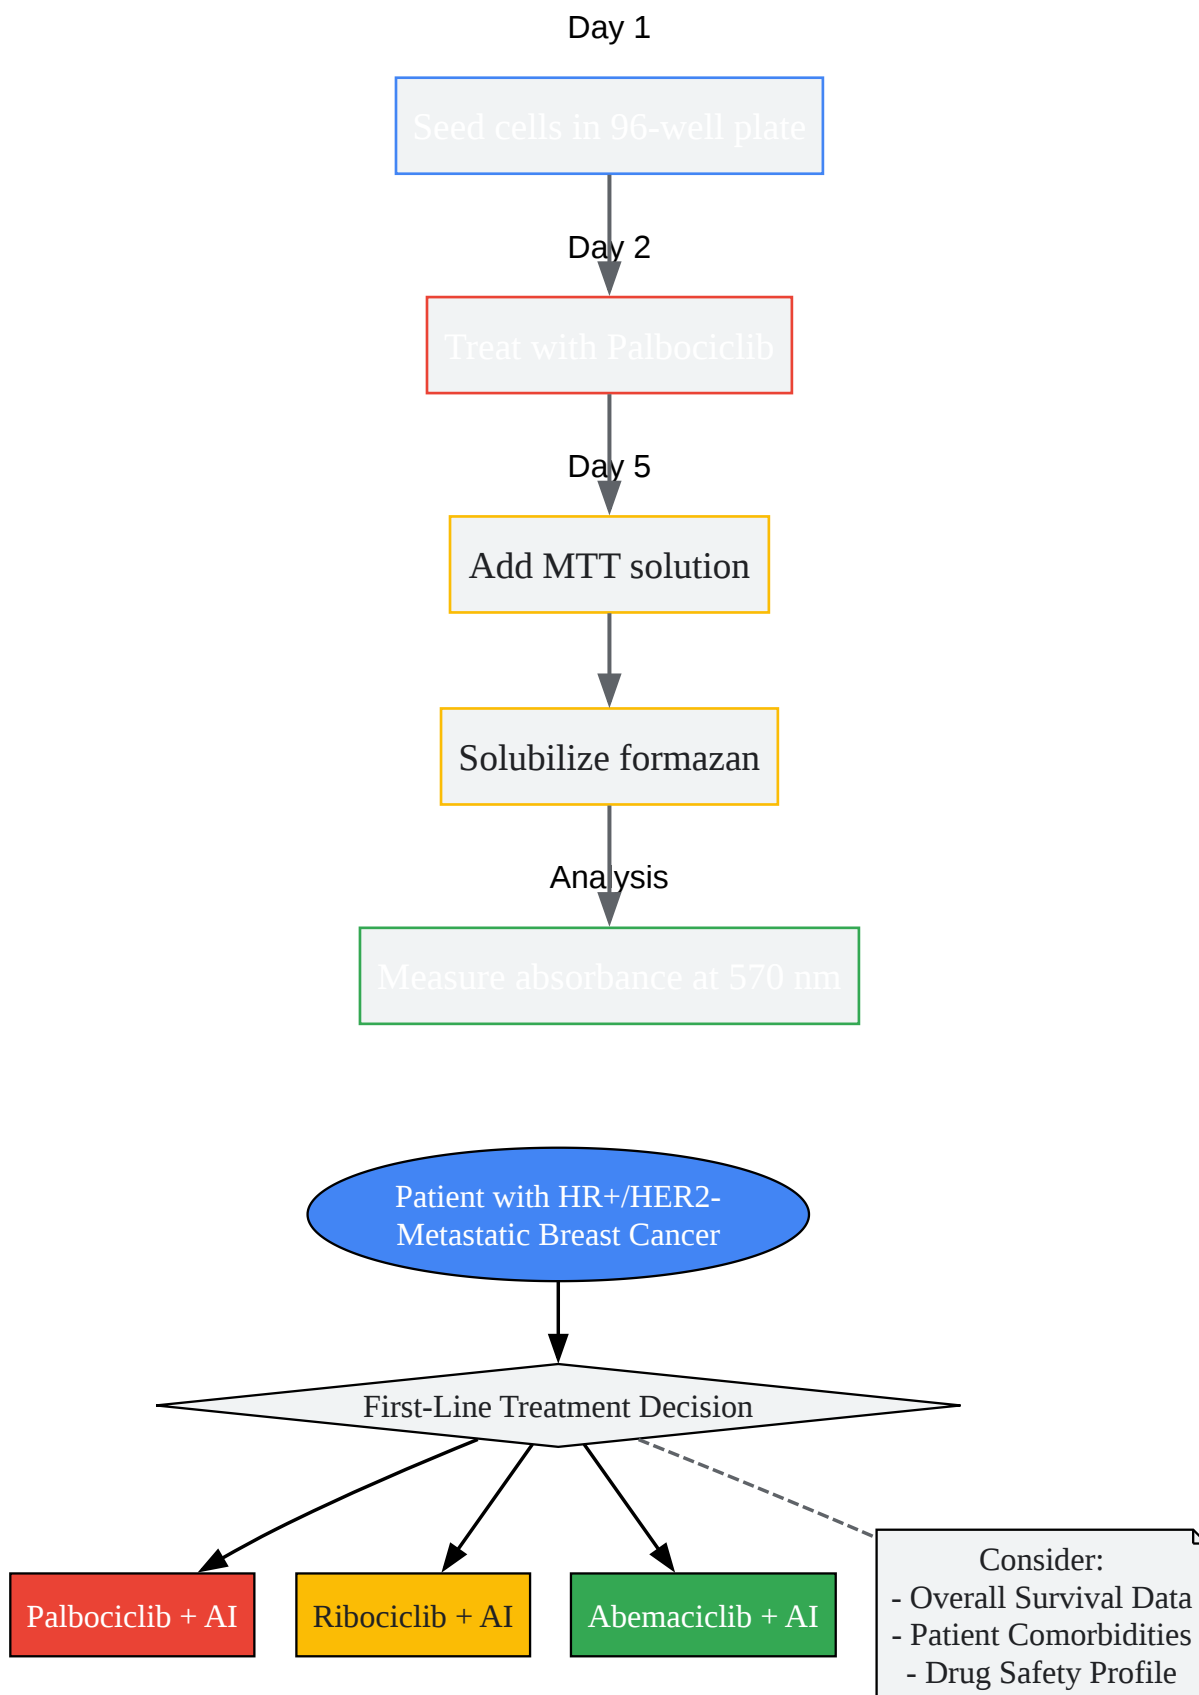 Day 1
Seed cells in 96-well plate
Day 2
Treat with Palbociclib
Day 5
Add MTT solution
Solubilize formazan
Analysis
Measure absorbance at 570 nm
Patient with HR+/HER2-
Metastatic Breast Cancer
First-Line Treatment Decision
Palbociclib + AI
Ribociclib + AI
Abemaciclib + AI
Consider:
- Overall Survival Data
- Patient Comorbidities
- Drug Safety Profile